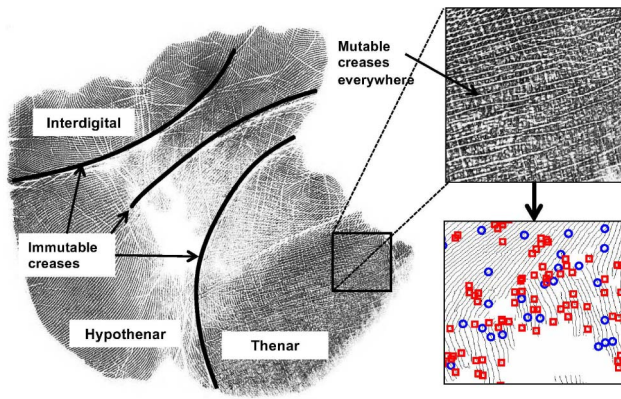 Mutable
creases
everywhere
Interdigital
Immutable
creases
Hypothenar
Thenar